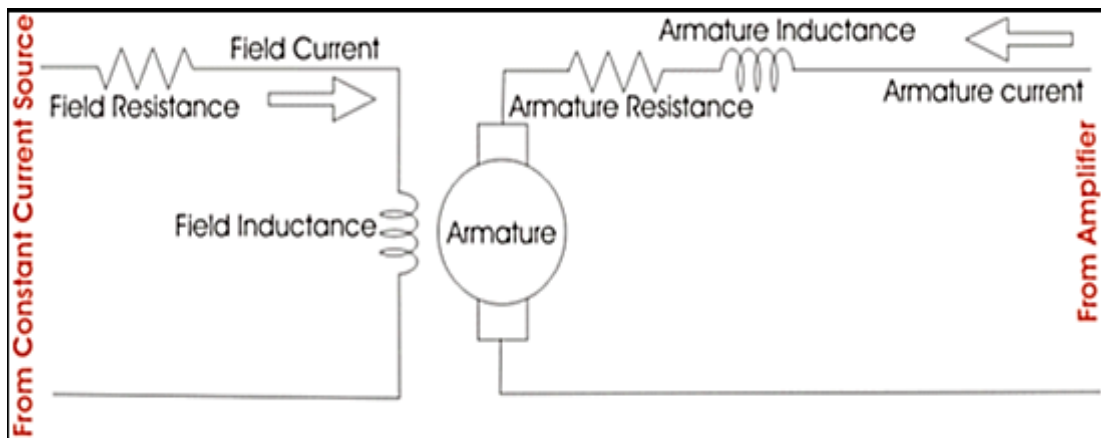 From Constant Current Source
Field Current
Field Resistance
Field Inductance
Armature
Armature Inductance
Armature Resistance
Armature current
From Amplifier